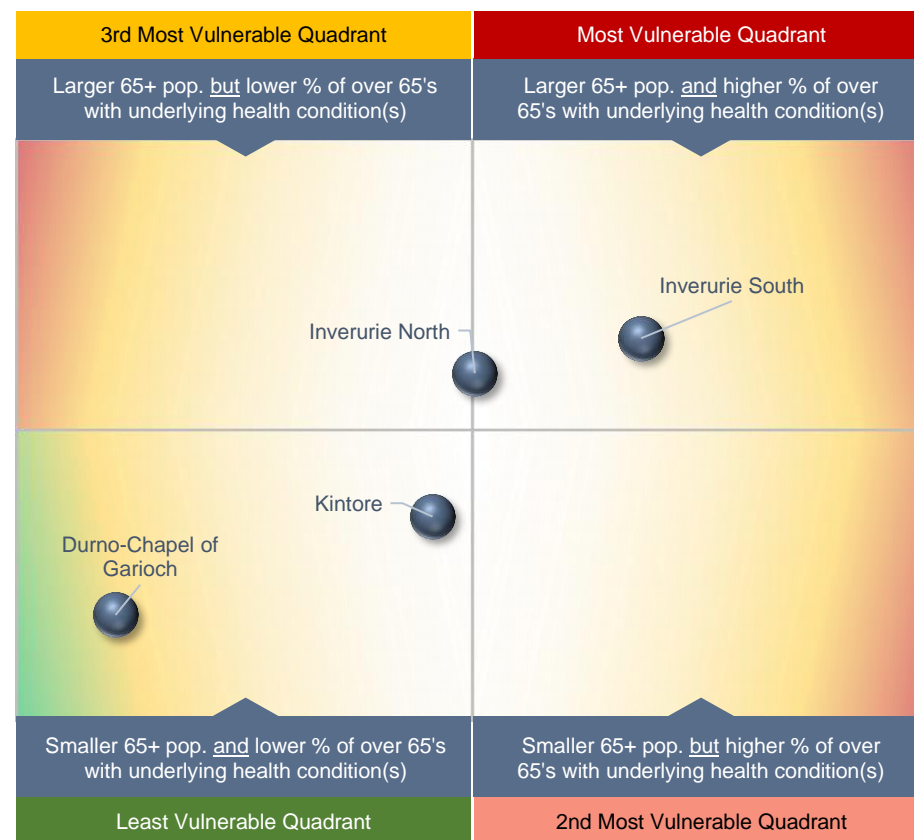 3rd Most Vulnerable Quadrant
Most Vulnerable Quadrant
Larger 65+ pop. but lower % of over 65's
with underlying health condition(s)
Larger 65+ pop. and higher % of over
65's with underlying health condition(s)
Inverurie South
Inverurie North
Kintore
Durno-Chapel of
Garioch
Smaller 65+ pop. and lower % of over 65's
with underlying health condition(s)
Smaller 65+ pop. but higher % of over
65's with underlying health condition(s)
Least Vulnerable Quadrant
2nd Most Vulnerable Quadrant